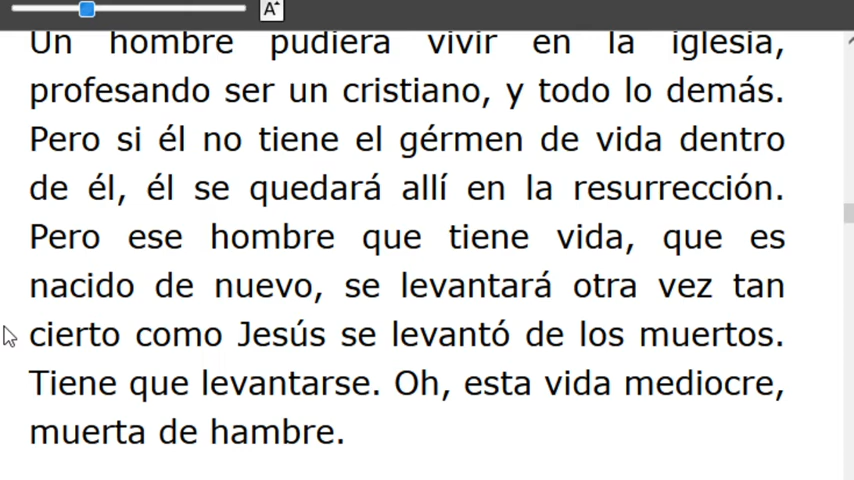 A
Un hombre pudiera vivir en la iglesia,
profesando ser un cristiano, y todo lo demás.
Pero si él no tiene el gérmen de vida dentro
de él, él se quedará allí en la resurrección.
Pero ese hombre que tiene vida, que es
nacido de nuevo, se levantará otra vez tan
cierto como Jesús se levantó de los muertos.
Tiene que levantarse. Oh, esta vida mediocre,
muerta de hambre.